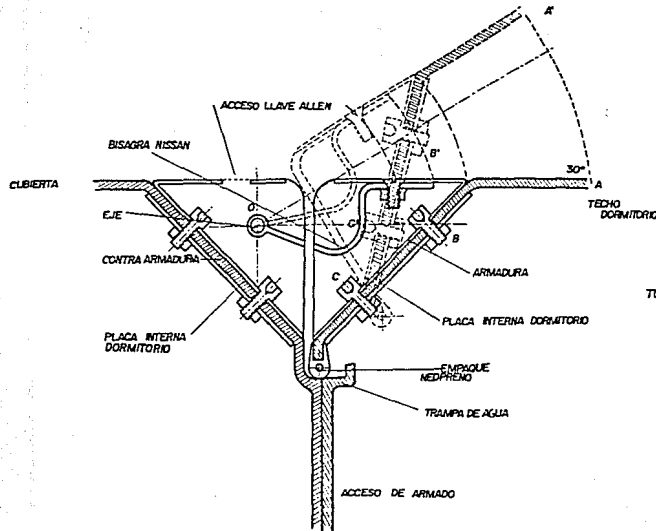 A'
ACCESO LLAVE ALLEN
BISAGRA NISSAN
B'
30°
CUBIERTA
A
TECHO
DORMITORIO
O
EJE
C'
B
CONTRA ARMADURA
ARMADURA
C
PLACA INTERNA DORMITORIO
PLACA INTERNA
DORMITORIO
EMPAQUE
NEOPRENO
TRAMPA DE AGUA
ACCESO DE ARMADO